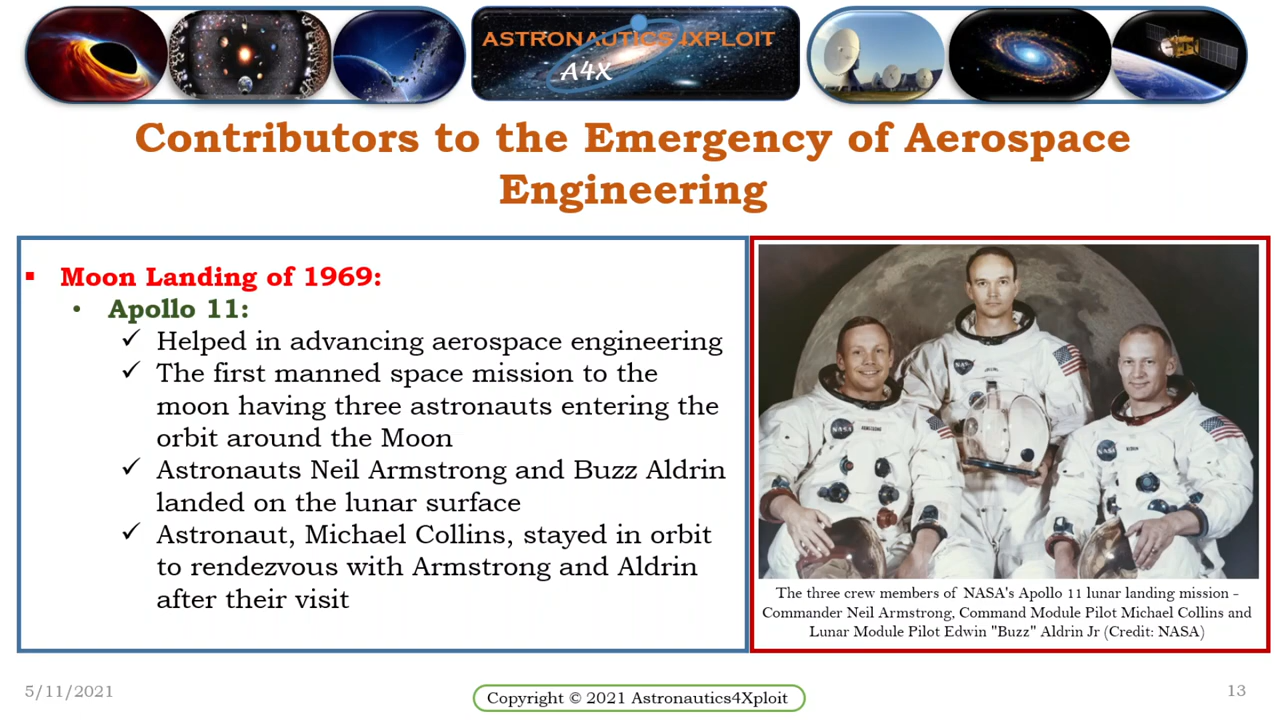 ASTRONAUTICS4XPLOIT
A4X
Contributors to the Emergency of Aerospace
Engineering
▪ Moon Landing of 1969:
• Apollo 11:
✓ Helped in advancing aerospace engineering
✓ The first manned space mission to the
moon having three astronauts entering the
orbit around the Moon
✓ Astronauts Neil Armstrong and Buzz Aldrin
landed on the lunar surface
✓ Astronaut, Michael Collins, stayed in orbit
to rendezvous with Armstrong and Aldrin
after their visit
NASA
NASA
ARMSTRONG
NASA
The three crew members of NASA's Apollo 11 lunar landing mission -
Commander Neil Armstrong, Command Module Pilot Michael Collins and
Lunar Module Pilot Edwin "Buzz" Aldrin Jr (Credit: NASA)
5/11/2021
Copyright © 2021 Astronautics4Xploit
13